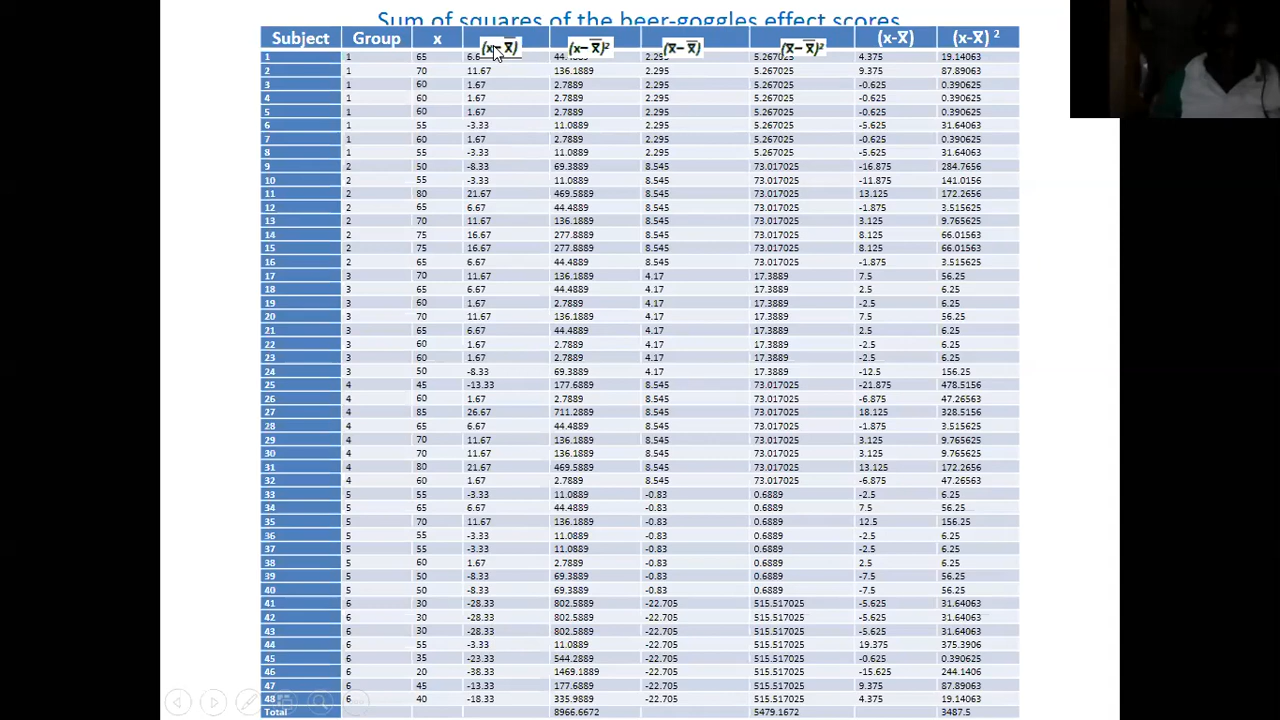 Sum of squares of the beer-goggles effect scores
Subject Group x (x− X̿) (x− X̿)² (x̅− X̿) (x̅− X̿)² (x-X̅) (x-X̅) ²
1 1 65 44. 2.295 5.267025 4.375 19.14063
2 1 70 11.67 136.1889 2.295 5.267025 9.375 87.89063
3 1 60 1.67 2.7889 2.295 5.267025 -0.625 0.390625
4 1 60 1.67 2.7889 2.295 5.267025 -0.625 0.390625
5 1 60 1.67 2.7889 2.295 5.267025 -0.625 0.390625
6 1 55 -3.33 11.0889 2.295 5.267025 -5.625 31.64063
7 1 60 1.67 2.7889 2.295 5.267025 -0.625 0.390625
8 1 55 -3.33 11.0889 2.295 5.267025 -5.625 31.64063
9 2 50 -8.33 69.3889 8.545 73.017025 -16.875 284.7656
10 2 55 -3.33 11.0889 8.545 73.017025 -11.875 141.0156
11 2 80 21.67 469.5889 8.545 73.017025 13.125 172.2656
12 2 65 6.67 44.4889 8.545 73.017025 -1.875 3.515625
13 2 70 11.67 136.1889 8.545 73.017025 3.125 9.765625
14 2 75 16.67 277.8889 8.545 73.017025 8.125 66.01563
15 2 75 16.67 277.8889 8.545 73.017025 8.125 66.01563
16 2 65 6.67 44.4889 8.545 73.017025 -1.875 3.515625
17 3 70 11.67 136.1889 4.17 17.3889 7.5 56.25
18 3 65 6.67 44.4889 4.17 17.3889 2.5 6.25
19 3 60 1.67 2.7889 4.17 17.3889 -2.5 6.25
20 3 70 11.67 136.1889 4.17 17.3889 7.5 56.25
21 3 65 6.67 44.4889 4.17 17.3889 2.5 6.25
22 3 60 1.67 2.7889 4.17 17.3889 -2.5 6.25
23 3 60 1.67 2.7889 4.17 17.3889 -2.5 6.25
24 3 50 -8.33 69.3889 4.17 17.3889 -12.5 156.25
25 4 45 -13.33 177.6889 8.545 73.017025 -21.875 478.5156
26 4 60 1.67 2.7889 8.545 73.017025 -6.875 47.26563
27 4 85 26.67 711.2889 8.545 73.017025 18.125 328.5156
28 4 65 6.67 44.4889 8.545 73.017025 -1.875 3.515625
29 4 70 11.67 136.1889 8.545 73.017025 3.125 9.765625
30 4 70 11.67 136.1889 8.545 73.017025 3.125 9.765625
31 4 80 21.67 469.5889 8.545 73.017025 13.125 172.2656
32 4 60 1.67 2.7889 8.545 73.017025 -6.875 47.26563
33 5 55 -3.33 11.0889 -0.83 0.6889 -2.5 6.25
34 5 65 6.67 44.4889 -0.83 0.6889 7.5 56.25
35 5 70 11.67 136.1889 -0.83 0.6889 12.5 156.25
36 5 55 -3.33 11.0889 -0.83 0.6889 -2.5 6.25
37 5 55 -3.33 11.0889 -0.83 0.6889 -2.5 6.25
38 5 60 1.67 2.7889 -0.83 0.6889 2.5 6.25
39 5 50 -8.33 69.3889 -0.83 0.6889 -7.5 56.25
40 5 50 -8.33 69.3889 -0.83 0.6889 -7.5 56.25
41 6 30 -28.33 802.5889 -22.705 515.517025 -5.625 31.64063
42 6 30 -28.33 802.5889 -22.705 515.517025 -5.625 31.64063
43 6 30 -28.33 802.5889 -22.705 515.517025 -5.625 31.64063
44 6 55 -3.33 11.0889 -22.705 515.517025 19.375 375.3906
45 6 35 -23.33 544.2889 -22.705 515.517025 -0.625 0.390625
46 6 20 -38.33 1469.1889 -22.705 515.517025 -15.625 244.1406
47 6 45 -13.33 177.6889 -22.705 515.517025 9.375 87.89063
48 6 40 -18.33 335.9889 -22.705 515.517025 4.375 19.14063
Total 8966.6672 5479.1672 3487.5